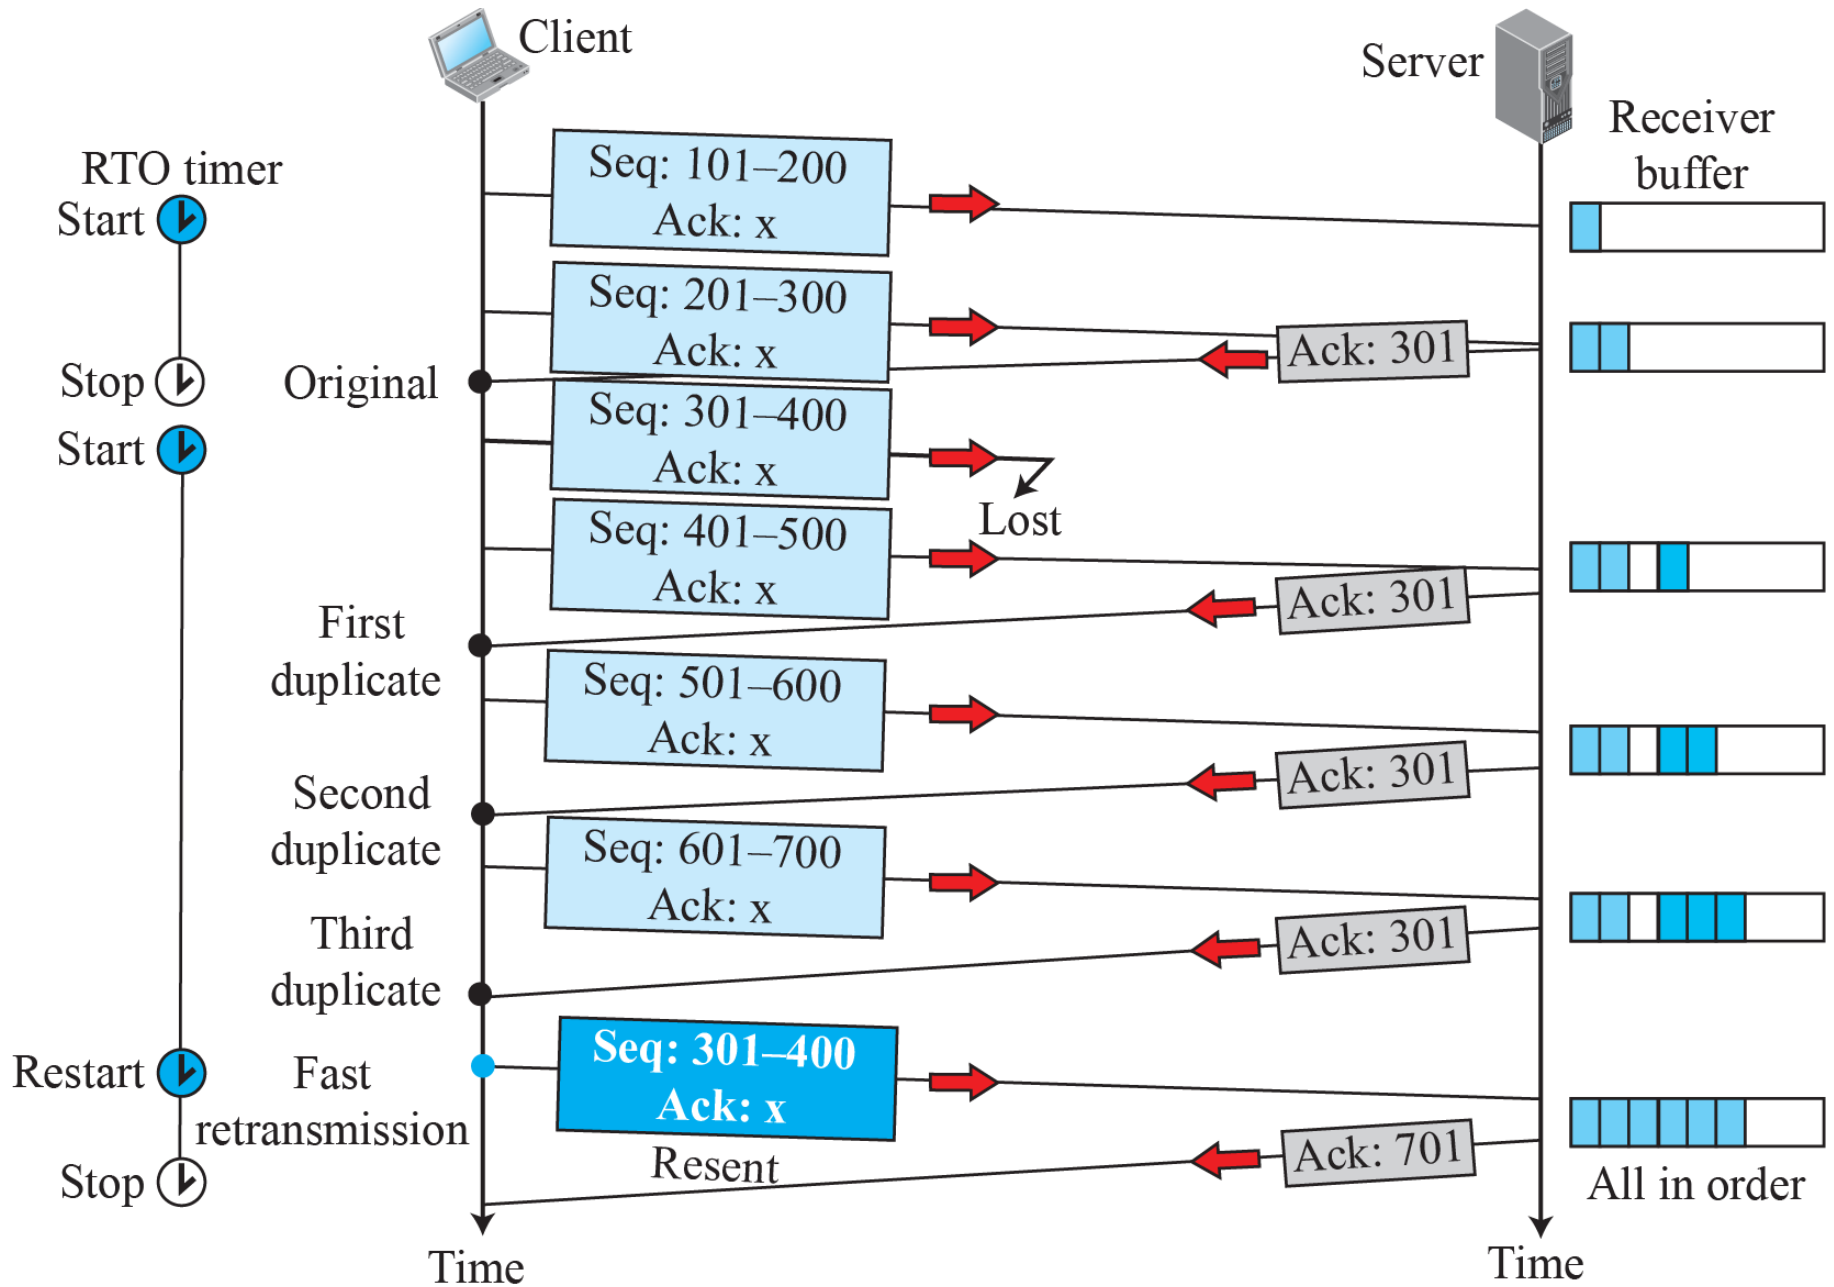 Client
Server
Receiver
buffer
RTO timer
Start
Seq: 101–200
Ack: x
Seq: 201–300
Ack: x
Ack: 301
Stop
Original
Start
Seq: 301–400
Ack: x
Lost
Seq: 401–500
Ack: x
Ack: 301
First
duplicate
Seq: 501–600
Ack: x
Ack: 301
Second
duplicate
Seq: 601–700
Ack: x
Ack: 301
Third
duplicate
Restart
Fast
retransmission
Seq: 301–400
Ack: x
Resent
Ack: 701
Stop
All in order
Time
Time